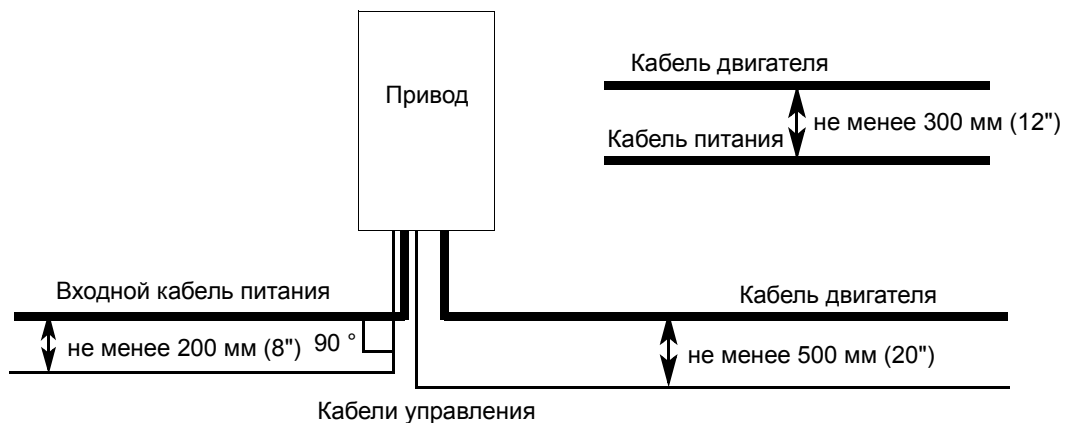 Кабель двигателя
Привод
не менее 300 мм (12")
Кабель питания
Входной кабель питания
Кабель двигателя
не менее 200 мм (8")
90 °
не менее 500 мм (20")
Кабели управления